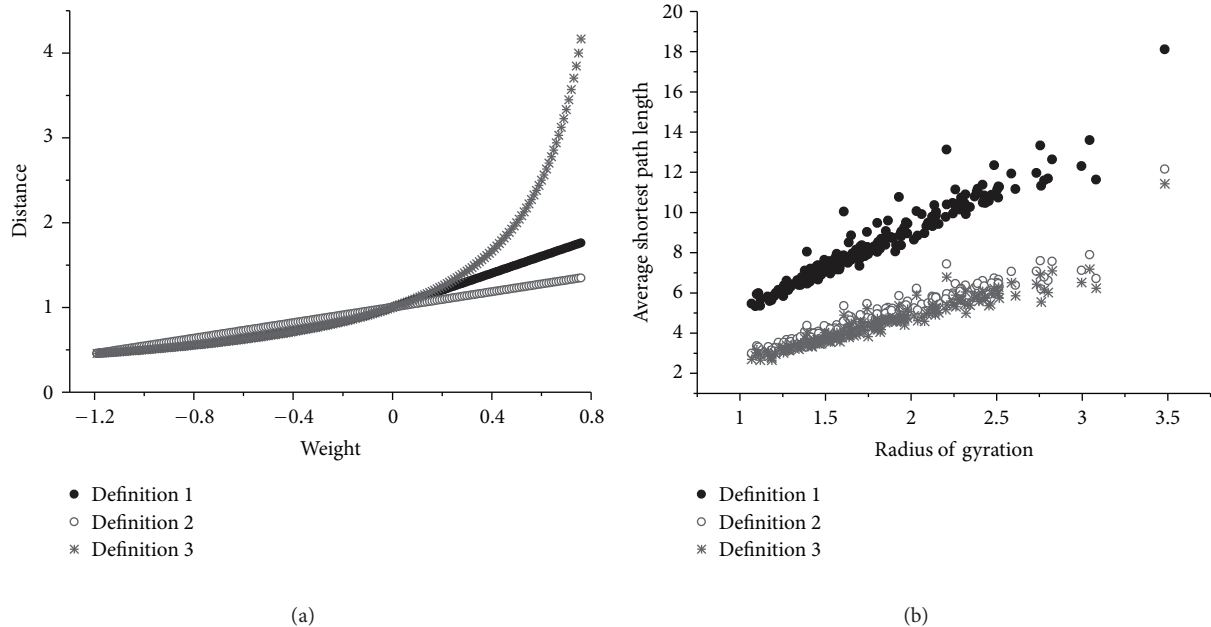 4
3
2
1
0
Distance
−1.2
−0.8
−0.4
0
0.4
0.8
Weight
Definition 1
Definition 2
Definition 3
(a)
20
18
16
14
12
10
8
6
4
2
Average shortest path length
1
1.5
2
2.5
3
3.5
Radius of gyration
Definition 1
Definition 2
Definition 3
(b)